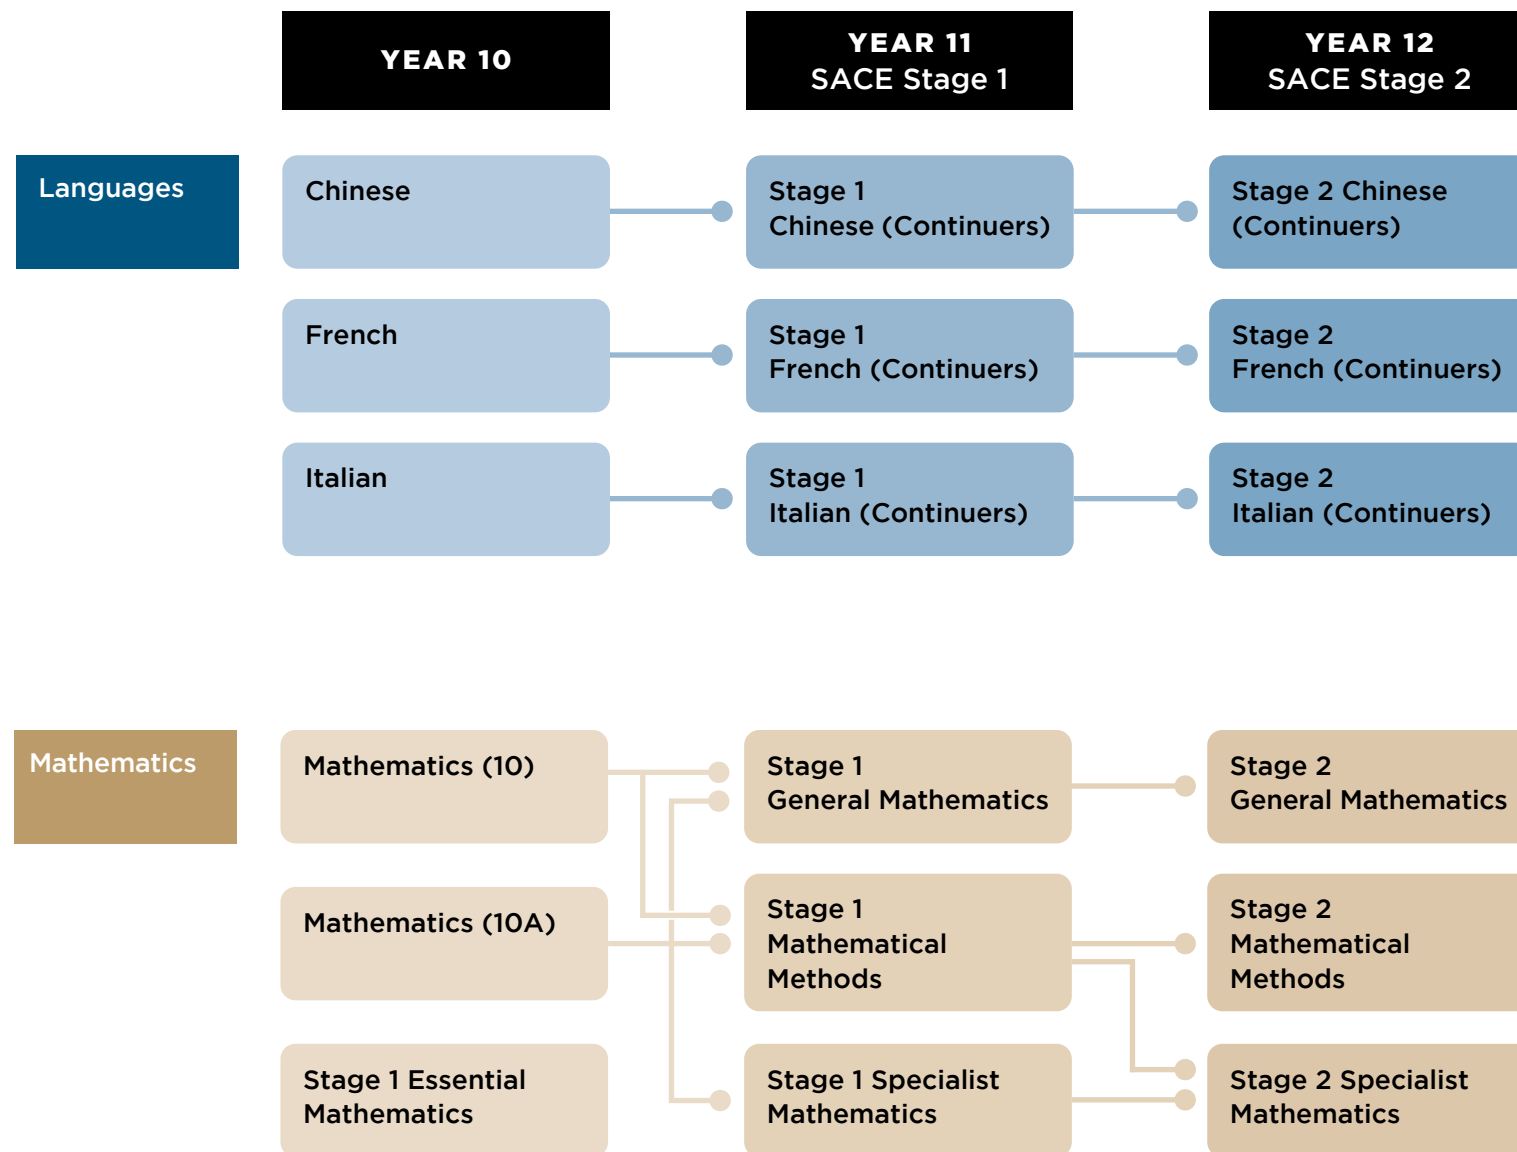 YEAR 10
YEAR 11
SACE Stage 1
YEAR 12
SACE Stage 2
Languages
Chinese
Stage 1
Chinese (Continuers)
Stage 2 Chinese
(Continuers)
French
Stage 1
French (Continuers)
Stage 2
French (Continuers)
Italian
Stage 1
Italian (Continuers)
Stage 2
Italian (Continuers)
Mathematics
Mathematics (10)
Stage 1
General Mathematics
Stage 2
General Mathematics
Mathematics (10A)
Stage 1
Mathematical
Methods
Stage 2
Mathematical
Methods
Stage 1 Essential
Mathematics
Stage 1 Specialist
Mathematics
Stage 2 Specialist
Mathematics